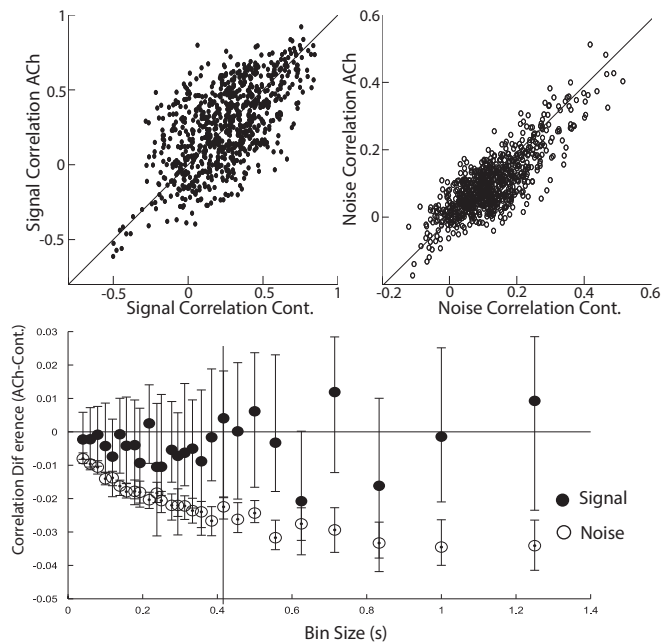 1
0.5
0
-0.5
Signal Correlation ACh
-0.5 0 0.5 1
Signal Correlation Cont.
0.6
0.4
0.2
0
-0.2
Noise Correlation ACh
-0.2 0 0.2 0.4 0.6
Noise Correlation Cont.
0.03
0.02
0.01
0
-0.01
-0.02
-0.03
-0.04
-0.05
Correlation Dif erence (ACh-Cont.)
Signal
Noise
0 0.2 0.4 0.6 0.8 1 1.2 1.4
Bin Size (s)